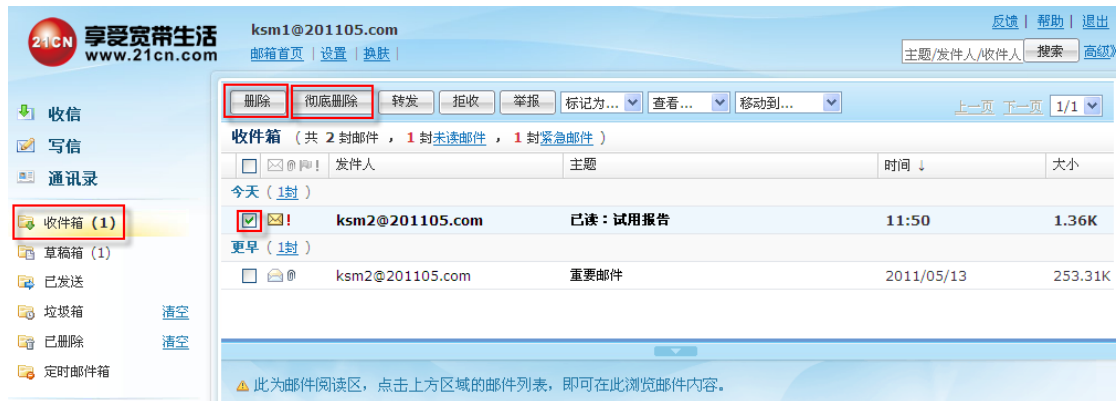 21CN 享受宽带生活
www.21cn.com
ksm1@201105.com
邮箱首页 | 设置 | 换肤 |
反馈 | 帮助 | 退出
主题/发件人/收件人 搜索 高级
收信
写信
通讯录
收件箱 (1)
草稿箱 (1)
已发送
垃圾箱 清空
已删除 清空
定时邮件箱
删除 彻底删除 转发 拒收 举报 标记为... 查看... 移动到... 上一页 下一页 1/1
收件箱 (共 2 封邮件 , 1 封未读邮件 , 1 封紧急邮件 )
发件人 主题 时间 ↓ 大小
今天 ( 1封 )
! ksm2@201105.com 已读:试用报告 11:50 1.36K
更早 ( 1封 )
ksm2@201105.com 重要邮件 2011/05/13 253.31K
此为邮件阅读区，点击上方区域的邮件列表，即可在此浏览邮件内容。